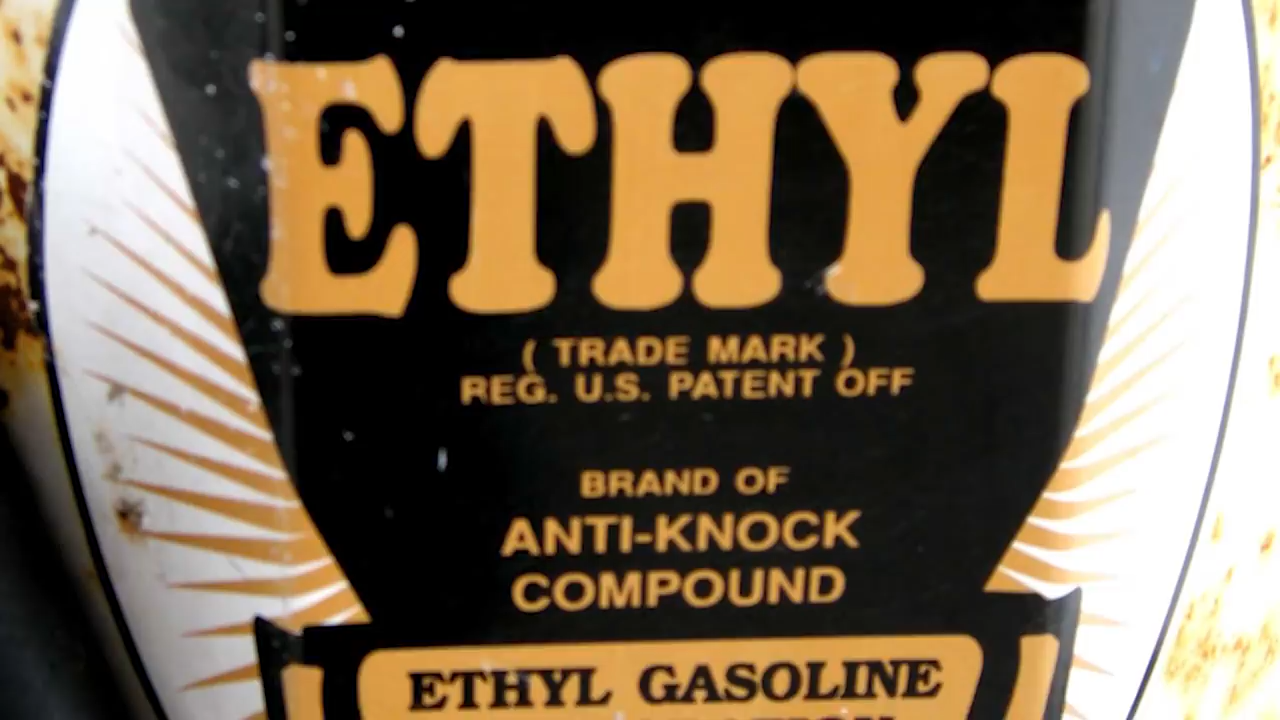 ETHYL
( TRADE MARK )
REG. U.S. PATENT OFF
BRAND OF
ANTI-KNOCK
COMPOUND
ETHYL GASOLINE